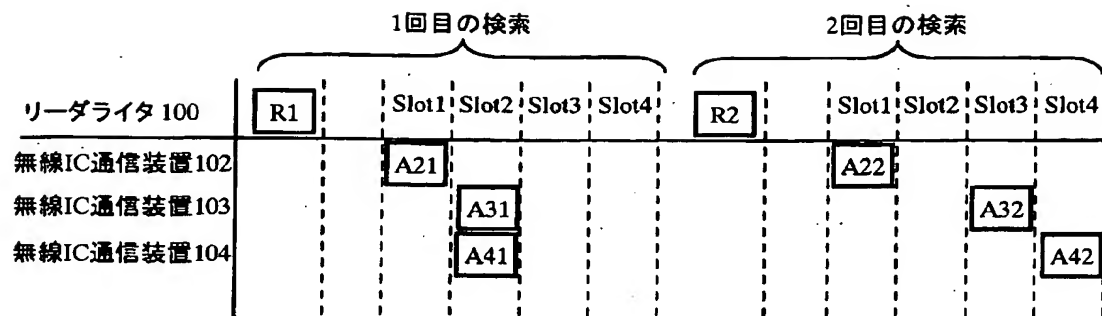 1回目の検索 2回目の検索
リーダライタ 100 R1 Slot1 Slot2 Slot3 Slot4 R2 Slot1 Slot2 Slot3 Slot4
無線IC通信装置102 A21 A22
無線IC通信装置103 A31 A32
無線IC通信装置104 A41 A42